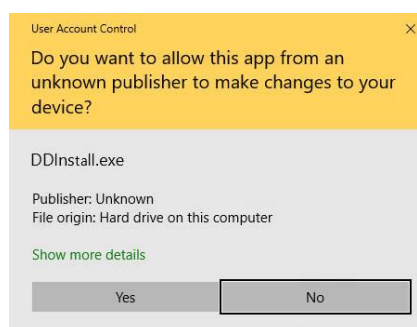 User Account Control
Do you want to allow this app from an
unknown publisher to make changes to your
device?
DDInstall.exe
Publisher: Unknown
File origin: Hard drive on this computer
Show more details
Yes
No